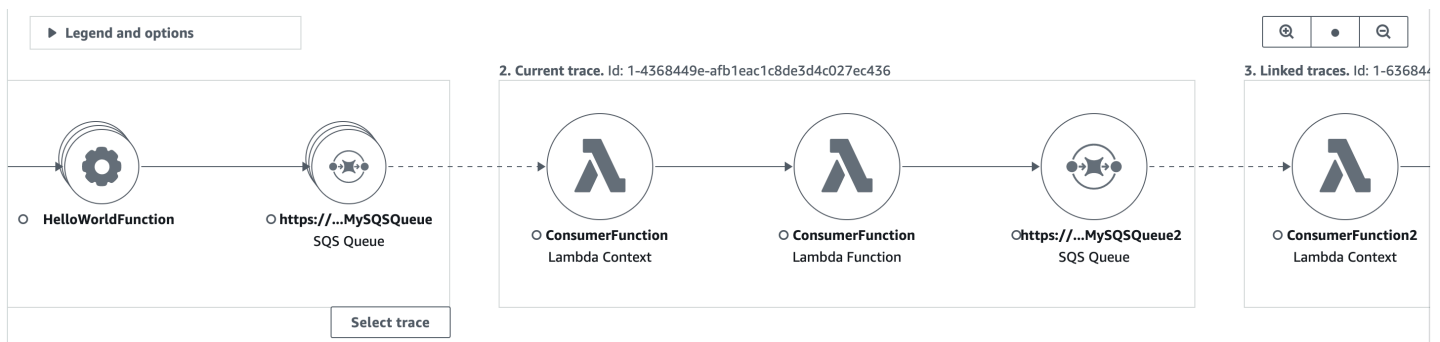 Legend and options
2. Current trace. Id: 1-4368449e-afb1eac1c8de3d4c027ec436
3. Linked traces. Id: 1-636844
HelloWorldFunction
https://...MySQSQueue
SQS Queue
ConsumerFunction
Lambda Context
ConsumerFunction
Lambda Function
https://...MySQSQueue2
SQS Queue
ConsumerFunction2
Lambda Context
Select trace